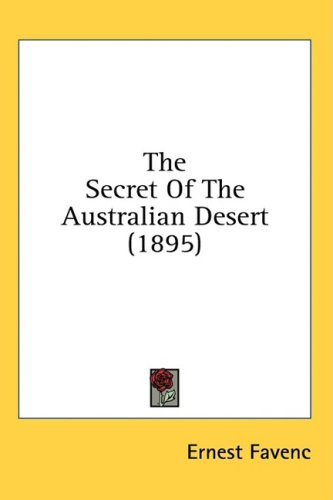 The
Secret Of The
Australian Desert
(1895)
Ernest Favenc